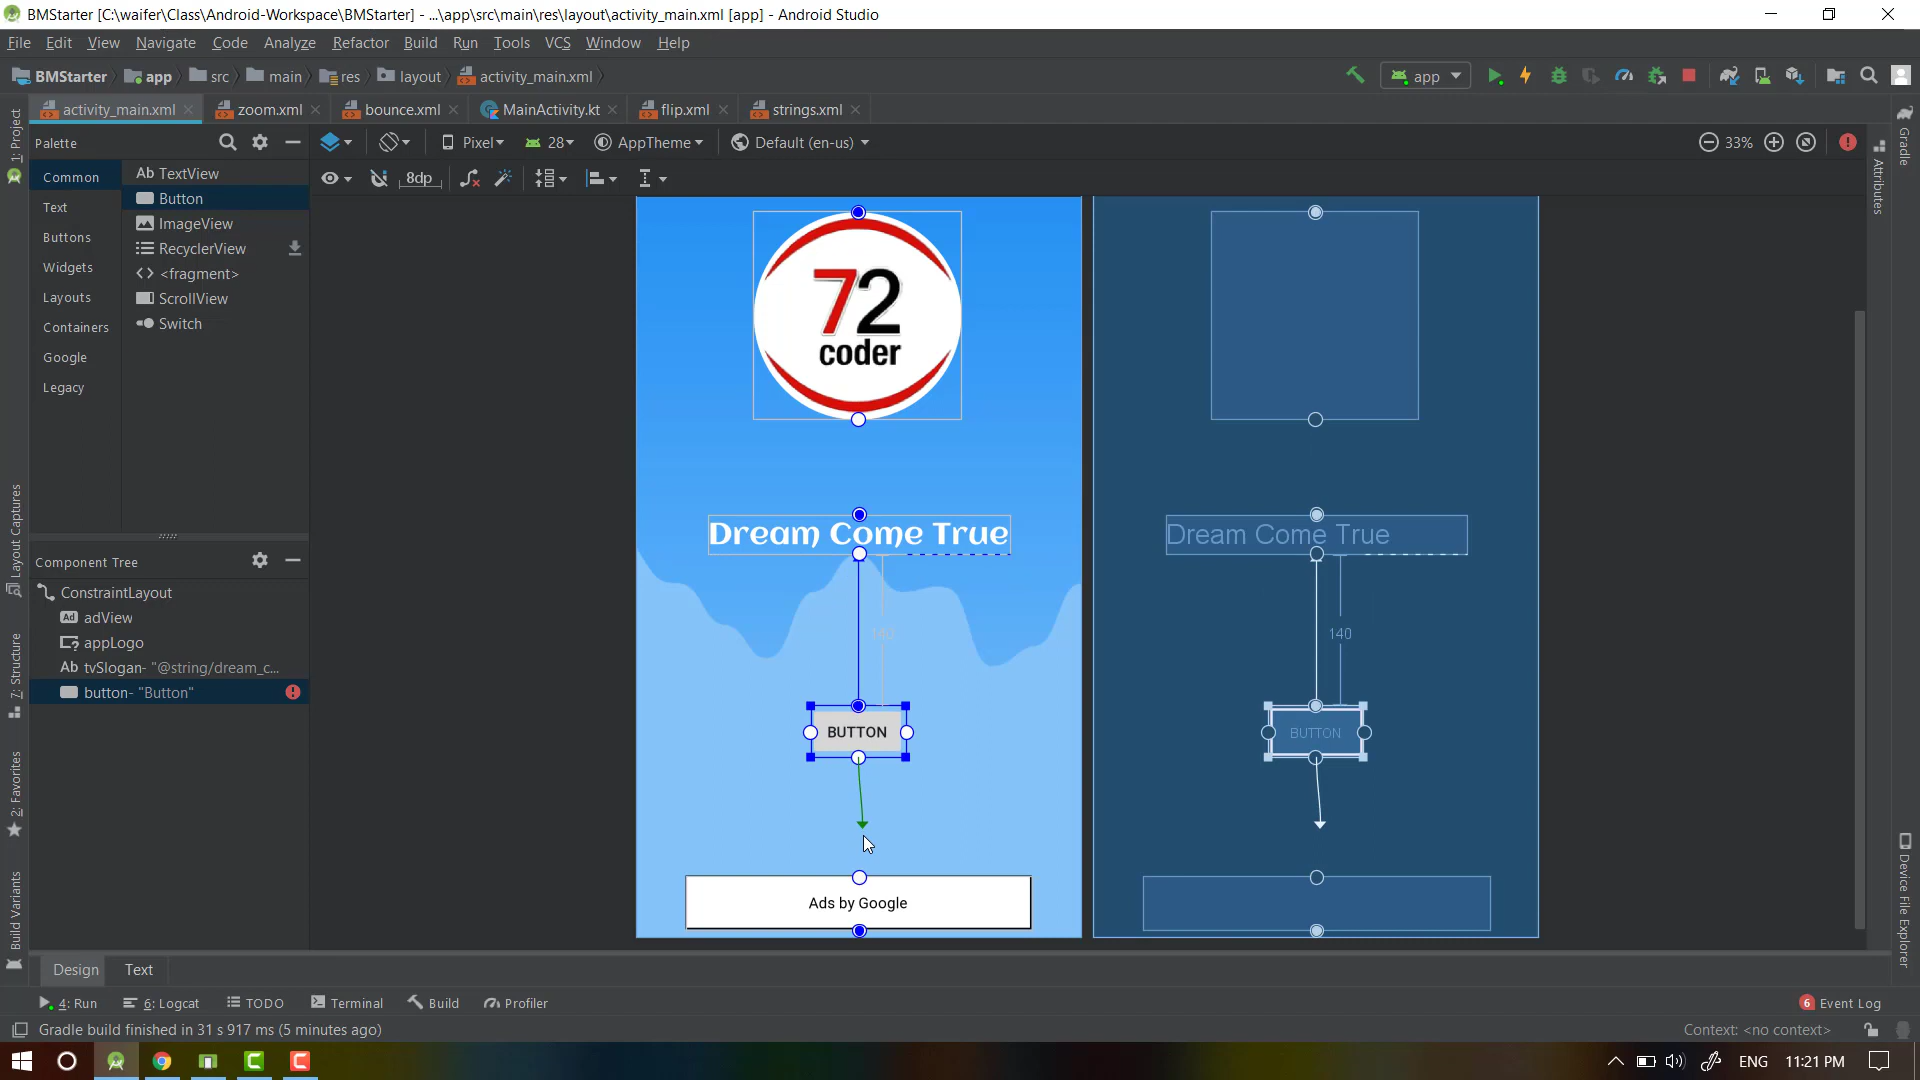 BMStarter [C:\waifer\Class\Android-Workspace\BMStarter] - ...\app\src\main\res\layout\activity_main.xml [app] - Android Studio
File Edit View Navigate Code Analyze Refactor Build Run Tools VCS Window Help
BMStarter app src main res layout activity_main.xml
app
activity_main.xml zoom.xml bounce.xml MainActivity.kt flip.xml strings.xml
1: Project
Palette
Pixel 28 AppTheme Default (en-us) 33%
Gradle
8dp
Attributes
Common
Text
Buttons
Widgets
Layouts
Containers
Google
Legacy
Ab TextView
Button
ImageView
RecyclerView
<fragment>
ScrollView
Switch
72
coder
Dream Come True
Dream Come True
140
140
BUTTON
BUTTON
Ads by Google
Layout Captures
Component Tree
ConstraintLayout
Ad adView
appLogo
Ab tvSlogan- "@string/dream_c...
button- "Button"
7: Structure
2: Favorites
Build Variants
Device File Explorer
Design Text
4: Run 6: Logcat TODO Terminal Build Profiler
6 Event Log
Gradle build finished in 31 s 917 ms (5 minutes ago)
Context: <no context>
ENG 11:21 PM